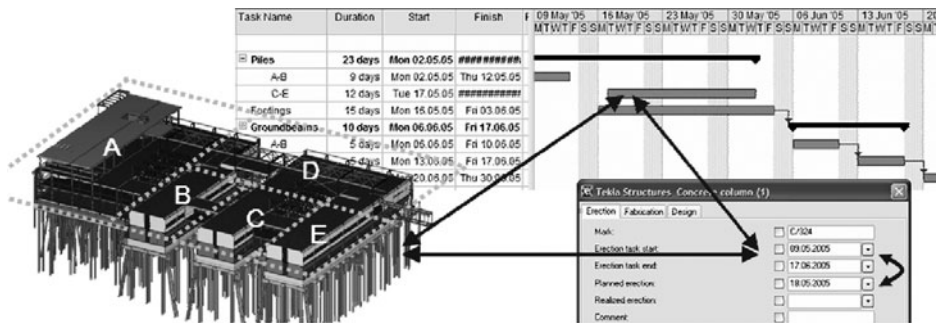 Task Name Duration Start Finish F 09 May '05 16 May '05 23 May '05 30 May '05 06 Jun '05 13 Jun '05 20
M T W T F S S M T W T F S S M T W T F S S M T W T F S S M T W T F S S M T W T F S S M T
Piles 23 days Mon 02.05.05 ##########
A-B 9 days Mon 02.05.05 Thu 12.05.05
C-E 12 days Tue 17.05.05 ##########
Footings 15 days Mon 16.05.05 Fri 03.06.05
Groundbeams 10 days Mon 06.06.05 Fri 17.06.05
A-B 5 days Mon 06.06.05 Fri 10.06.05
5 days Mon 13.06.05 Fri 17.06.05
20.06.05 Thu 30.06.05
A
B
C
D
E
Tekla Structures Concrete column (1)
Erection Fabrication Design
Mark: C/324
Erection task start: 09.05.2005
Erection task end: 17.06.2005
Planned erection: 18.05.2005
Realized erection:
Comment: